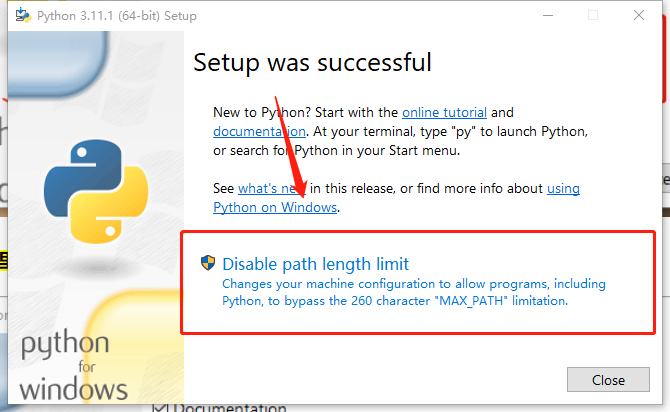 Python 3.11.1 (64-bit) Setup
Setup was successful
New to Python? Start with the online tutorial and
documentation. At your terminal, type "py" to launch Python,
or search for Python in your Start menu.
See what's new in this release, or find more info about using
Python on Windows.
Disable path length limit
Changes your machine configuration to allow programs, including
Python, to bypass the 260 character "MAX_PATH" limitation.
python
for
windows
Close
Documentation